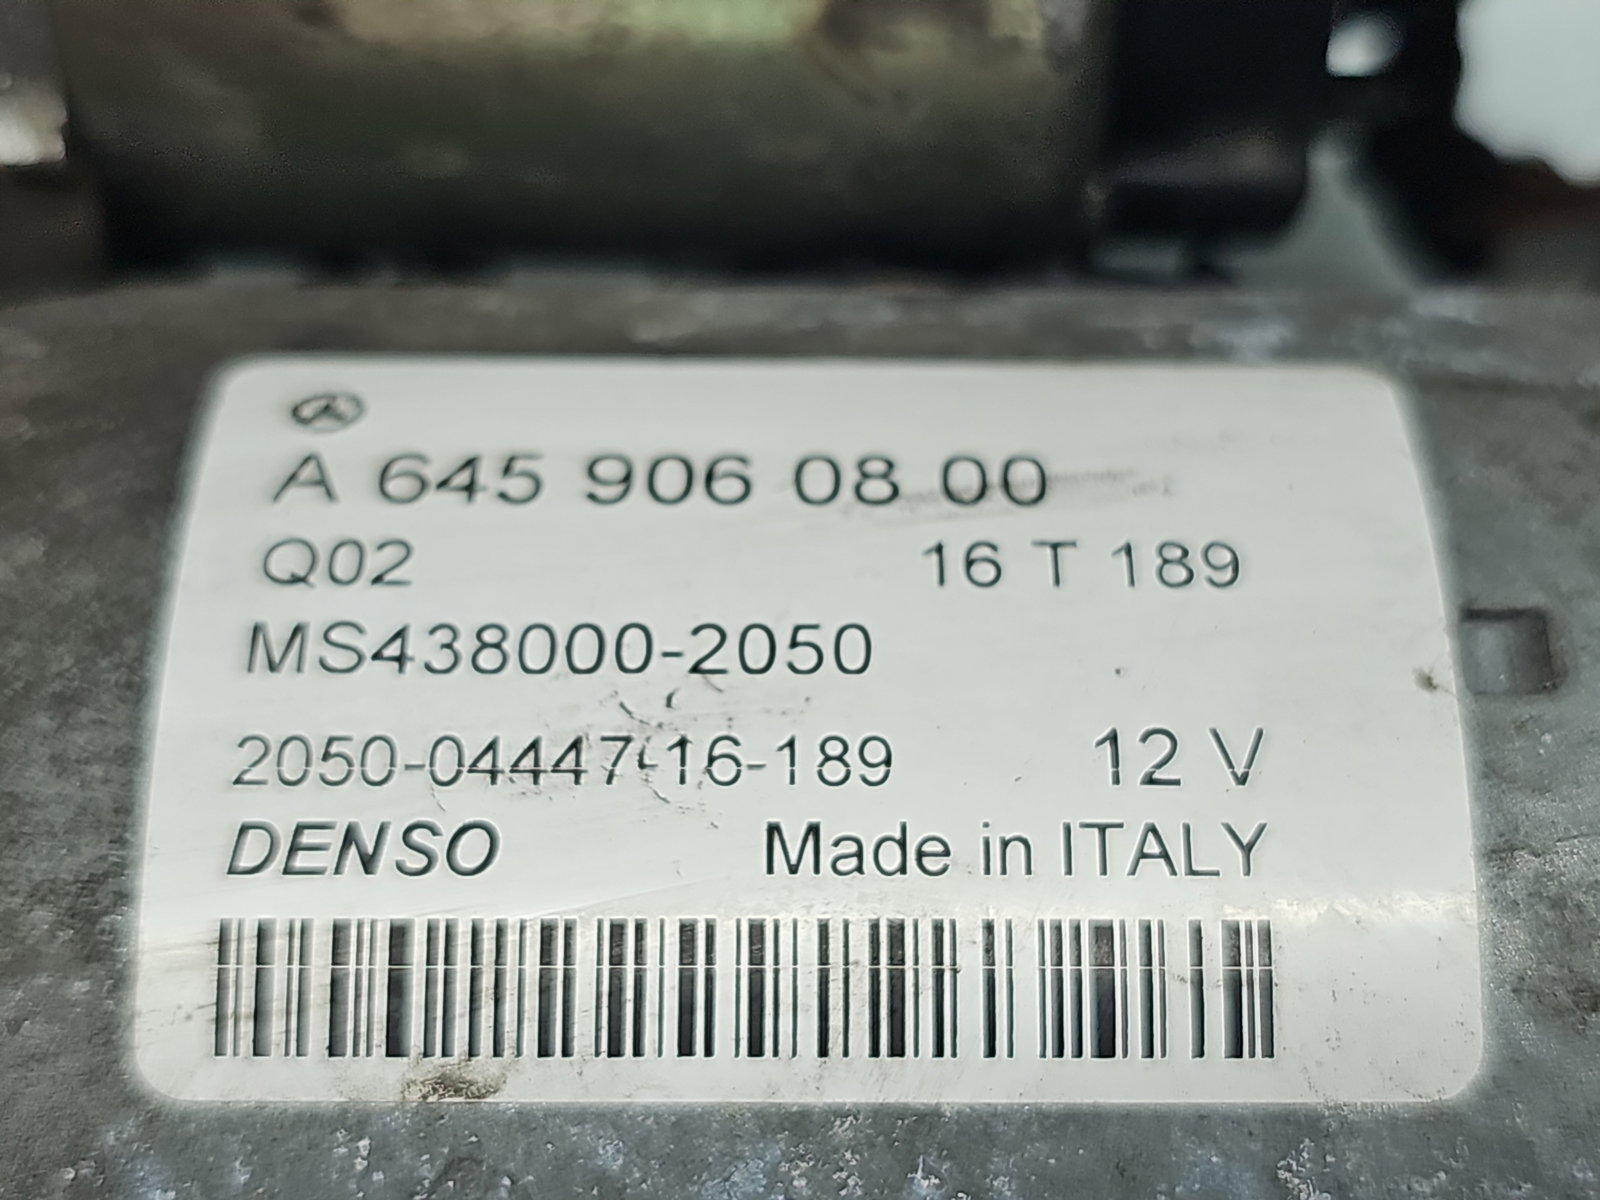 A 645 906 08 00
Q02 16 T 189
MS438000-2050
2050-04447-16-189 12 V
DENSO Made in ITALY